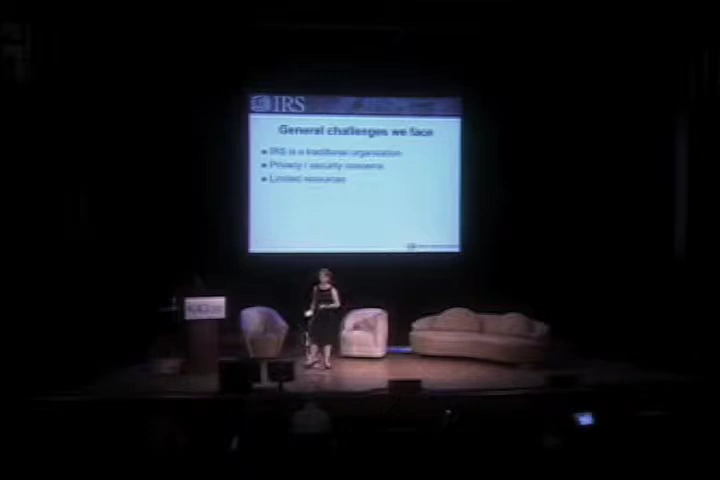 IRS
General challenges we face
• IRS is a traditional organization
• Privacy / security concerns
• Limited resources